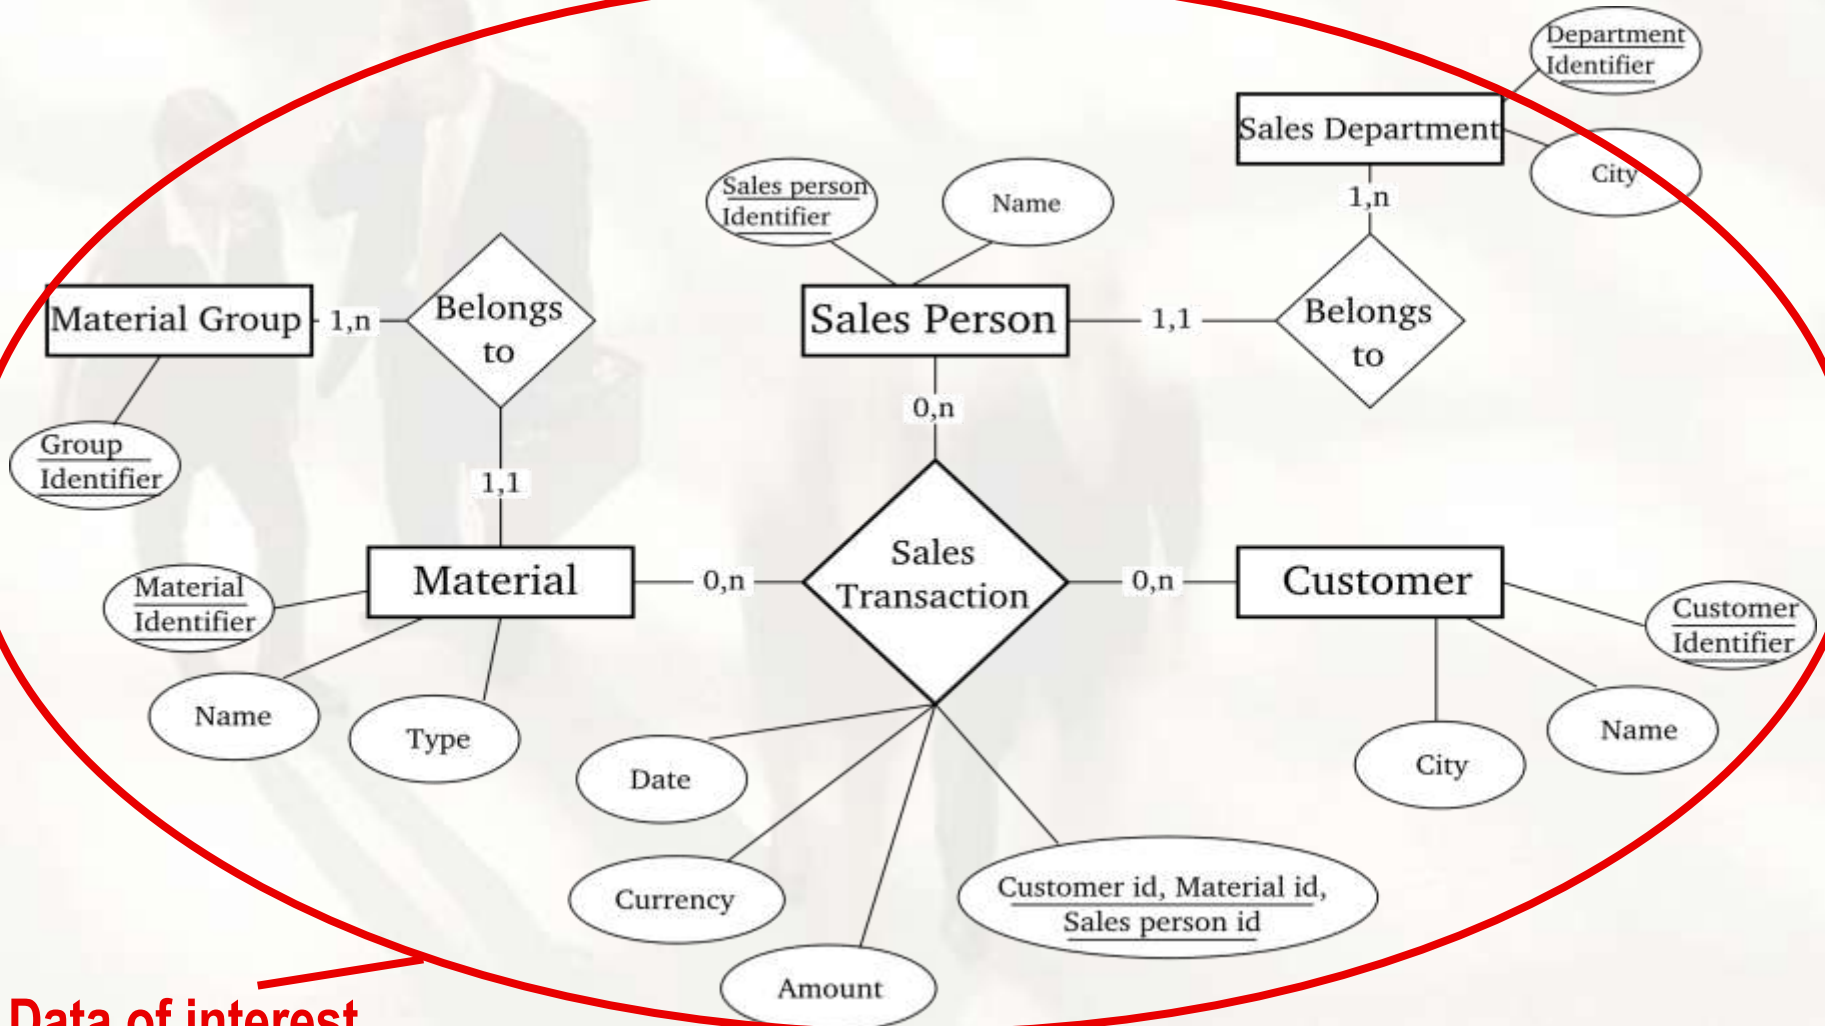 Department
Identifier
Sales Department
City
1,n
Sales person
Identifier
Name
Material Group
1,n
Belongs
to
Sales Person
1,1
Belongs
to
0,n
Group
Identifier
1,1
Material
0,n
Sales
Transaction
0,n
Customer
Material
Identifier
Customer
Identifier
Name
Type
Date
City
Name
Currency
Customer id, Material id,
Sales person id
Amount
Data of interest